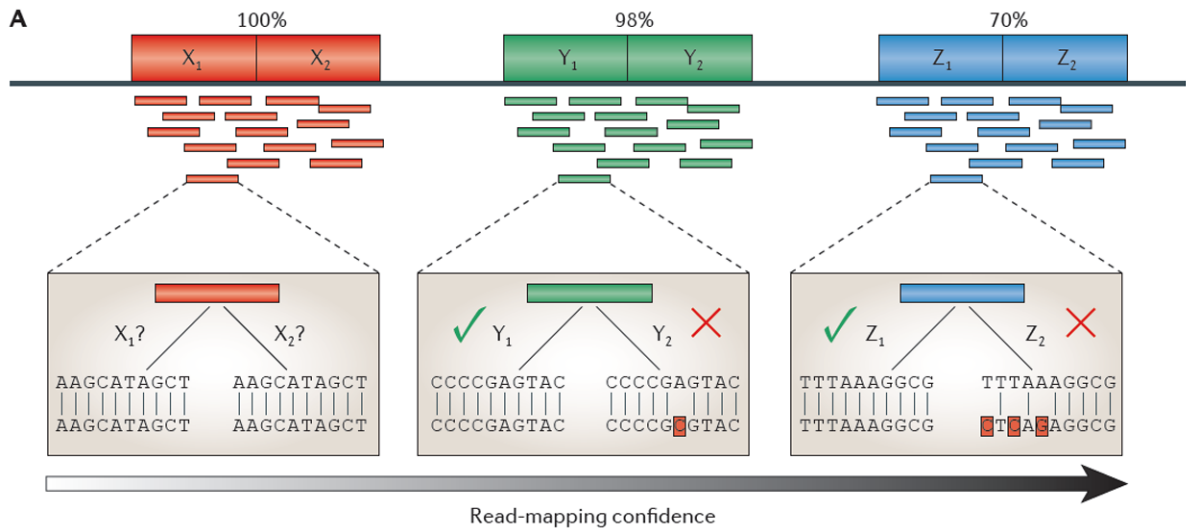 A
100% 98% 70%
X₁ X₂ Y₁ Y₂ Z₁ Z₂
X₁? X₂? Y₁ Y₂ Z₁ Z₂
AAGCATAGCT AAGCATAGCT CCCCGAGTAC CCCCGAGTAC TTTAAAGGCG TTTAAAGGCG
AAGCATAGCT AAGCATAGCT CCCCGAGTAC CCCCGCGTAC TTTAAAGGCG CTCAGAGGCG
Read-mapping confidence